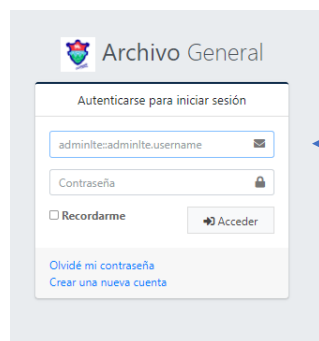 Archivo General
Autenticarse para iniciar sesión
adminlte::adminlte.username
Contraseña
Recordarme
Acceder
Olvidé mi contraseña
Crear una nueva cuenta